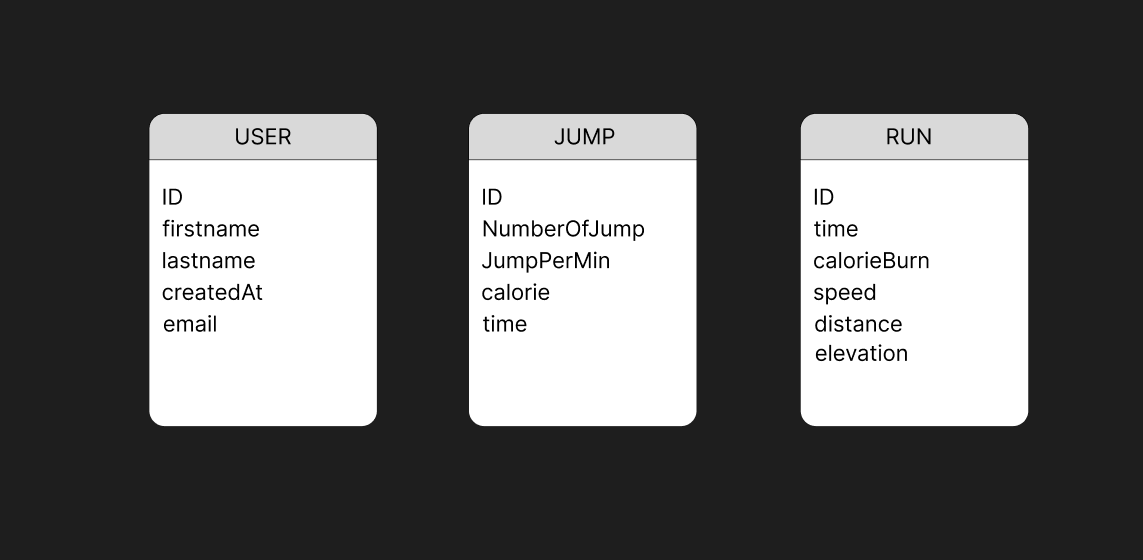 USER
ID
firstname
lastname
createdAt
email
JUMP
ID
NumberOfJump
JumpPerMin
calorie
time
RUN
ID
time
calorieBurn
speed
distance
elevation